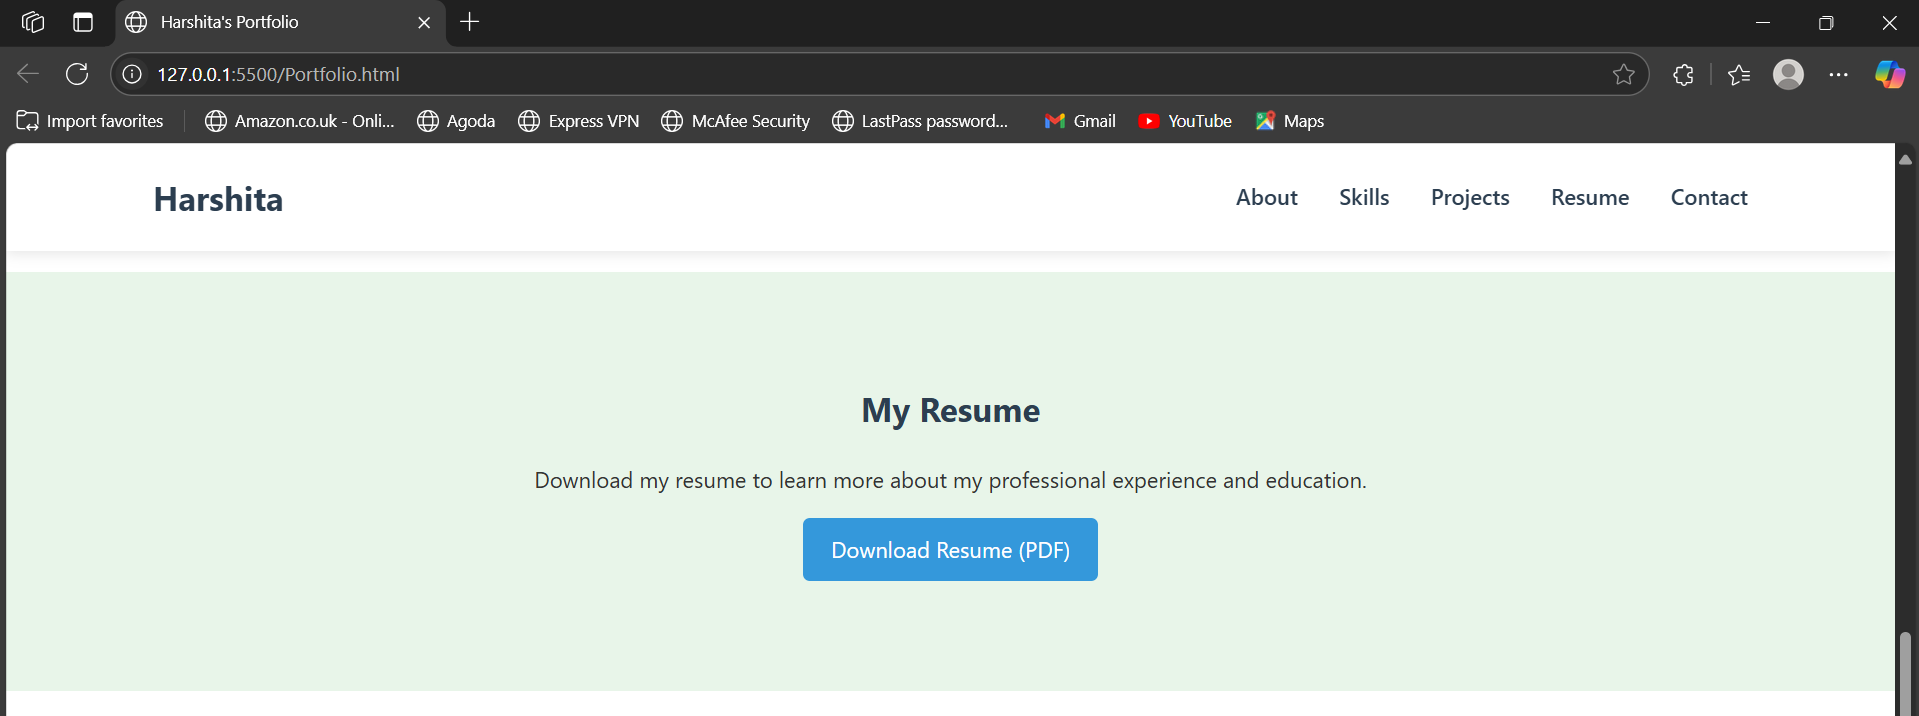 Harshita's Portfolio
127.0.0.1:5500/Portfolio.html
Import favorites Amazon.co.uk - Onli... Agoda Express VPN McAfee Security LastPass password... Gmail YouTube Maps
Harshita About Skills Projects Resume Contact
My Resume
Download my resume to learn more about my professional experience and education.
Download Resume (PDF)